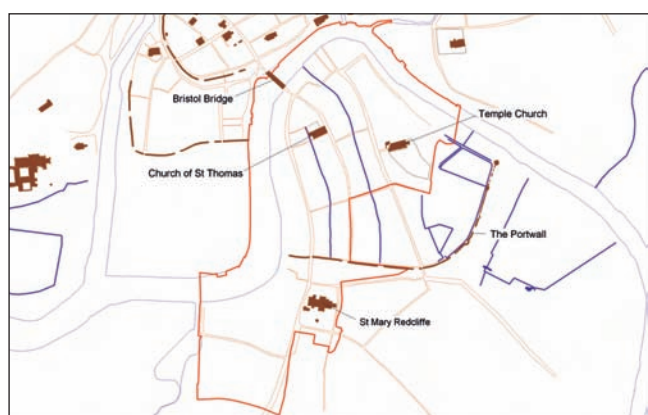 Bristol Bridge
Temple Church
Church of St Thomas
The Portwall
St Mary Redcliffe